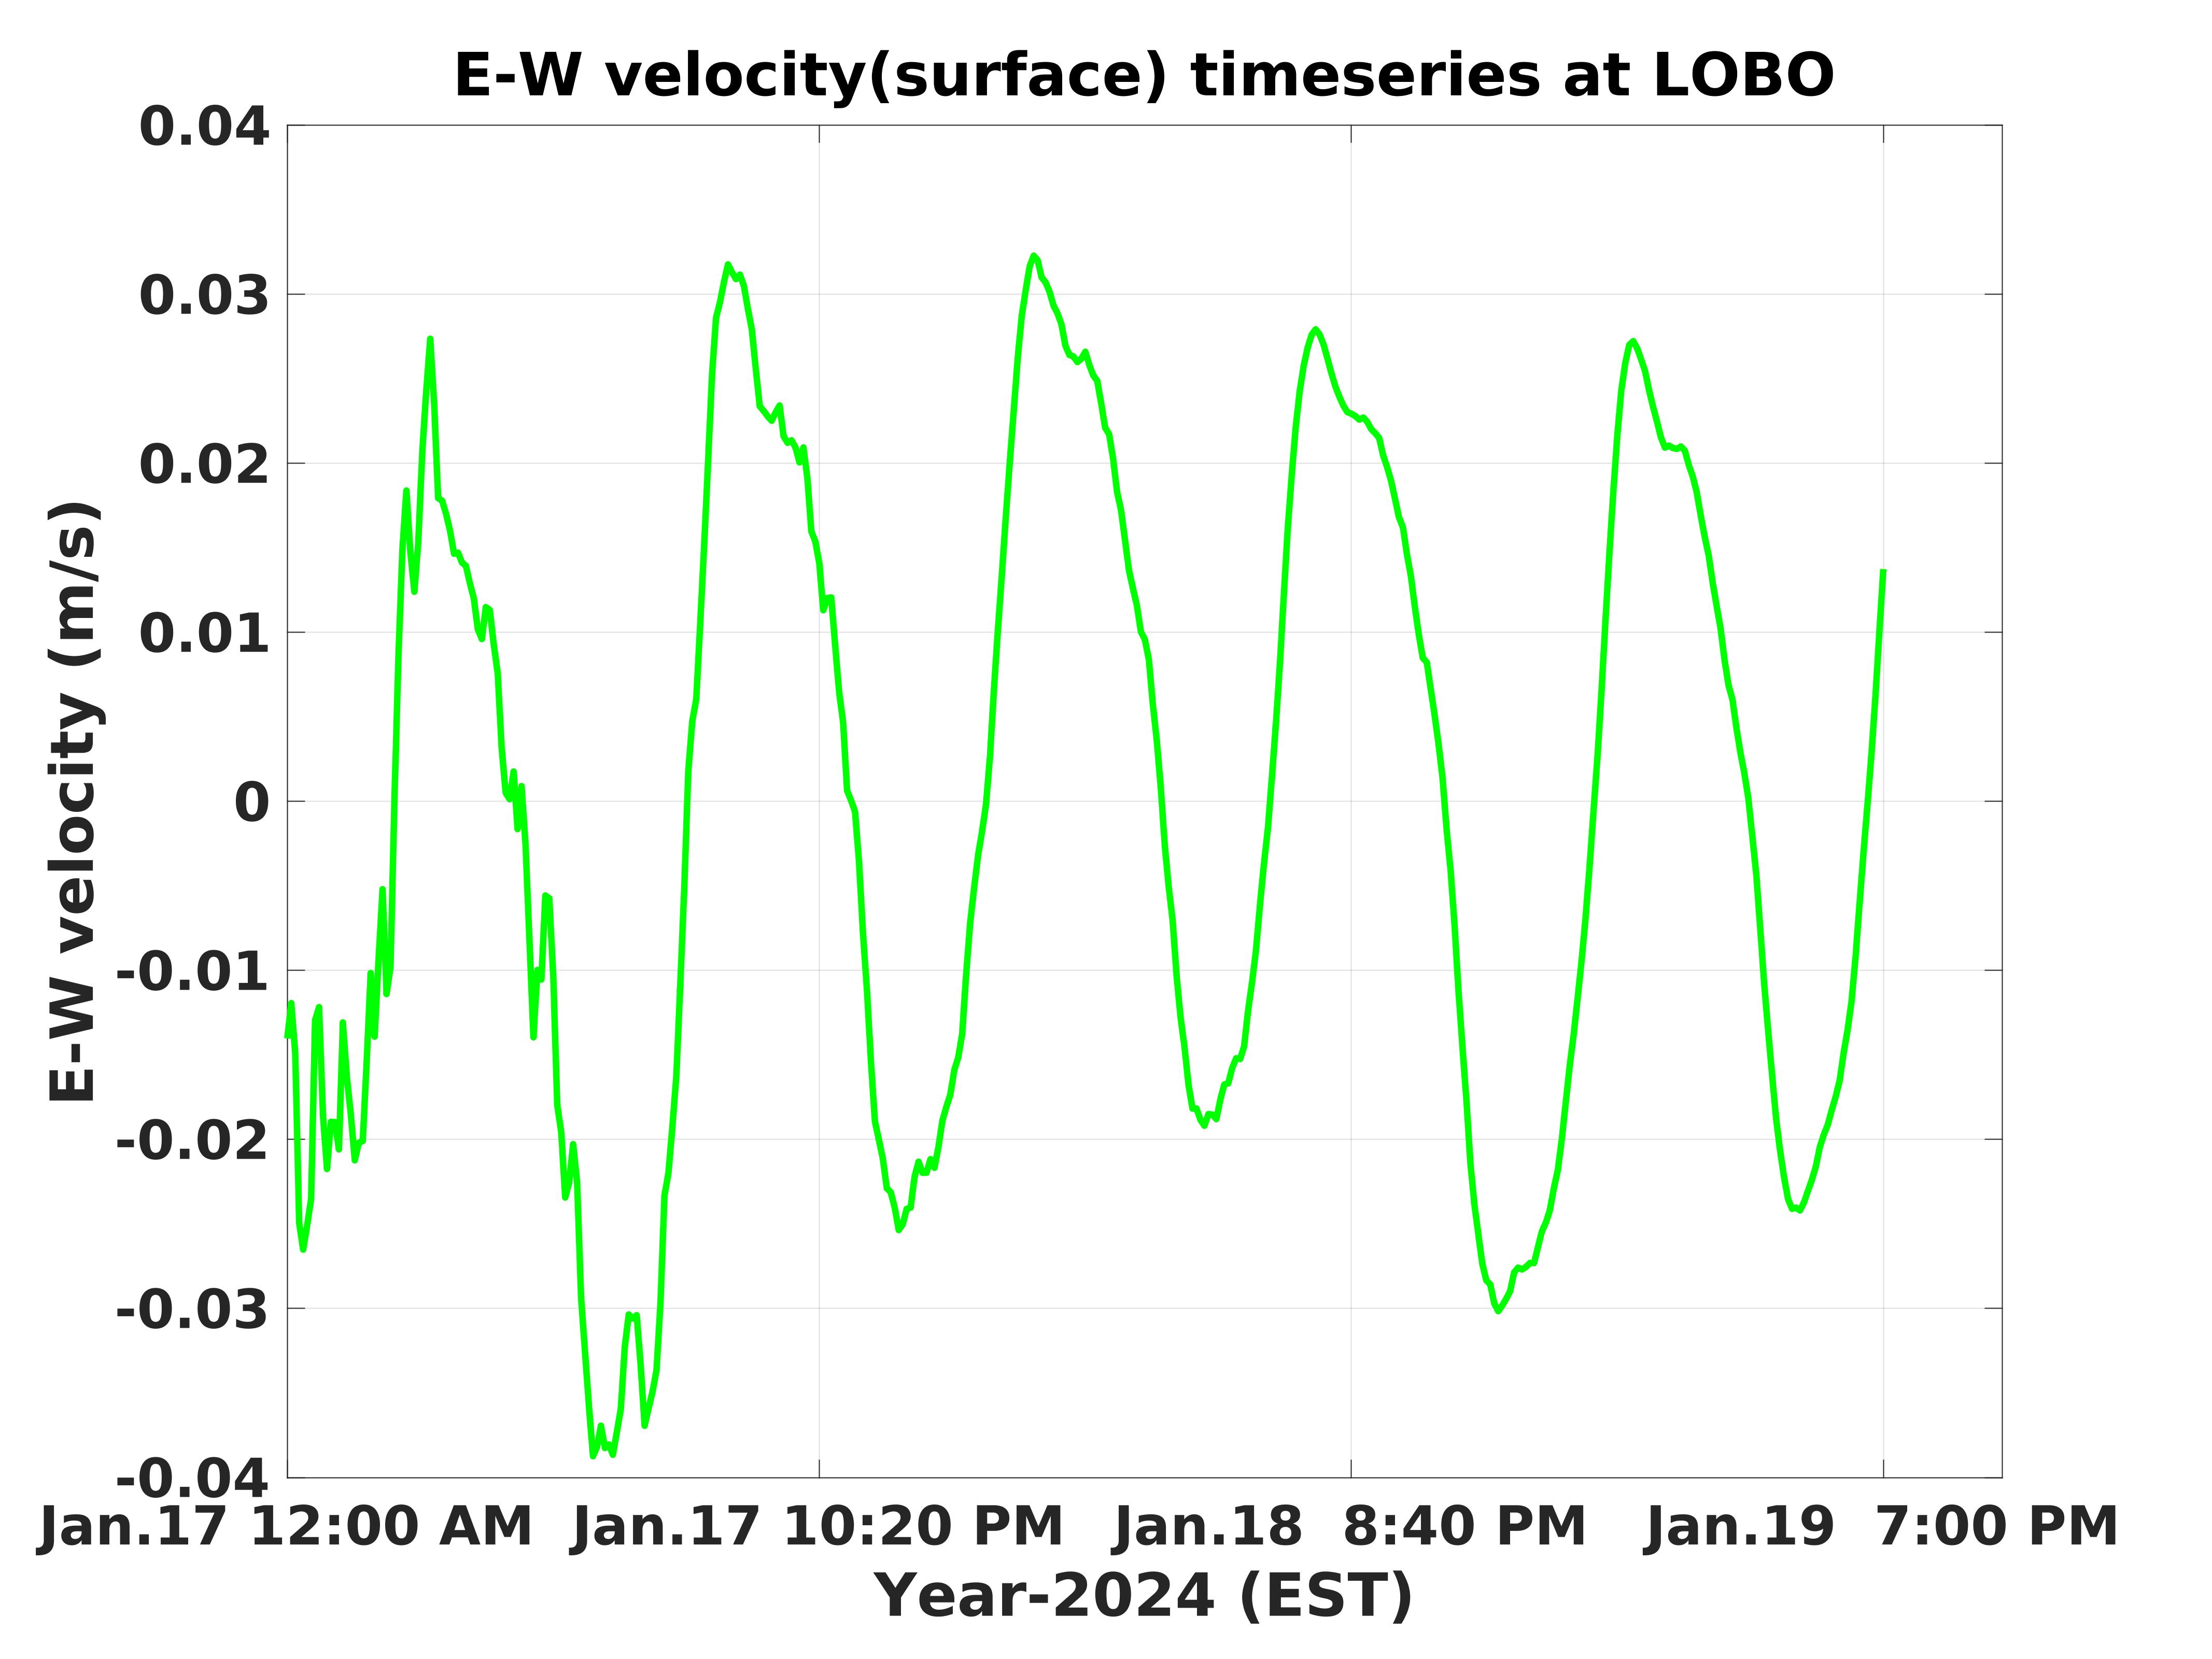 E-W velocity(surface) timeseries at LOBO
E-W velocity (m/s)
0.04
0.03
0.02
0.01
0
-0.01
-0.02
-0.03
-0.04
Jan.17 12:00 AM Jan.17 10:20 PM Jan.18 8:40 PM Jan.19 7:00 PM
Year-2024 (EST)